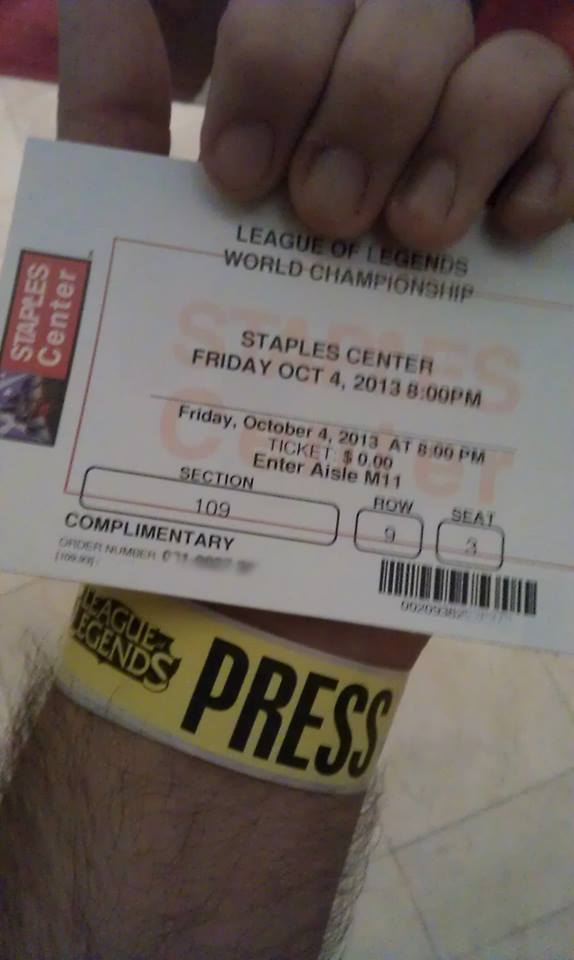 LEAGUE OF LEGENDS
WORLD CHAMPIONSHIP
STAPLES
Center
STAPLES CENTER
FRIDAY OCT 4, 2013 8:00PM
STAPLES
Center
Friday, October 4, 2013 AT 8:00 PM
TICKET: $ 0.00
Enter Aisle M11
SECTION ROW SEAT
109 9 3
COMPLIMENTARY
ORDER NUMBER
LEAGUE OF
LEGENDS
PRESS